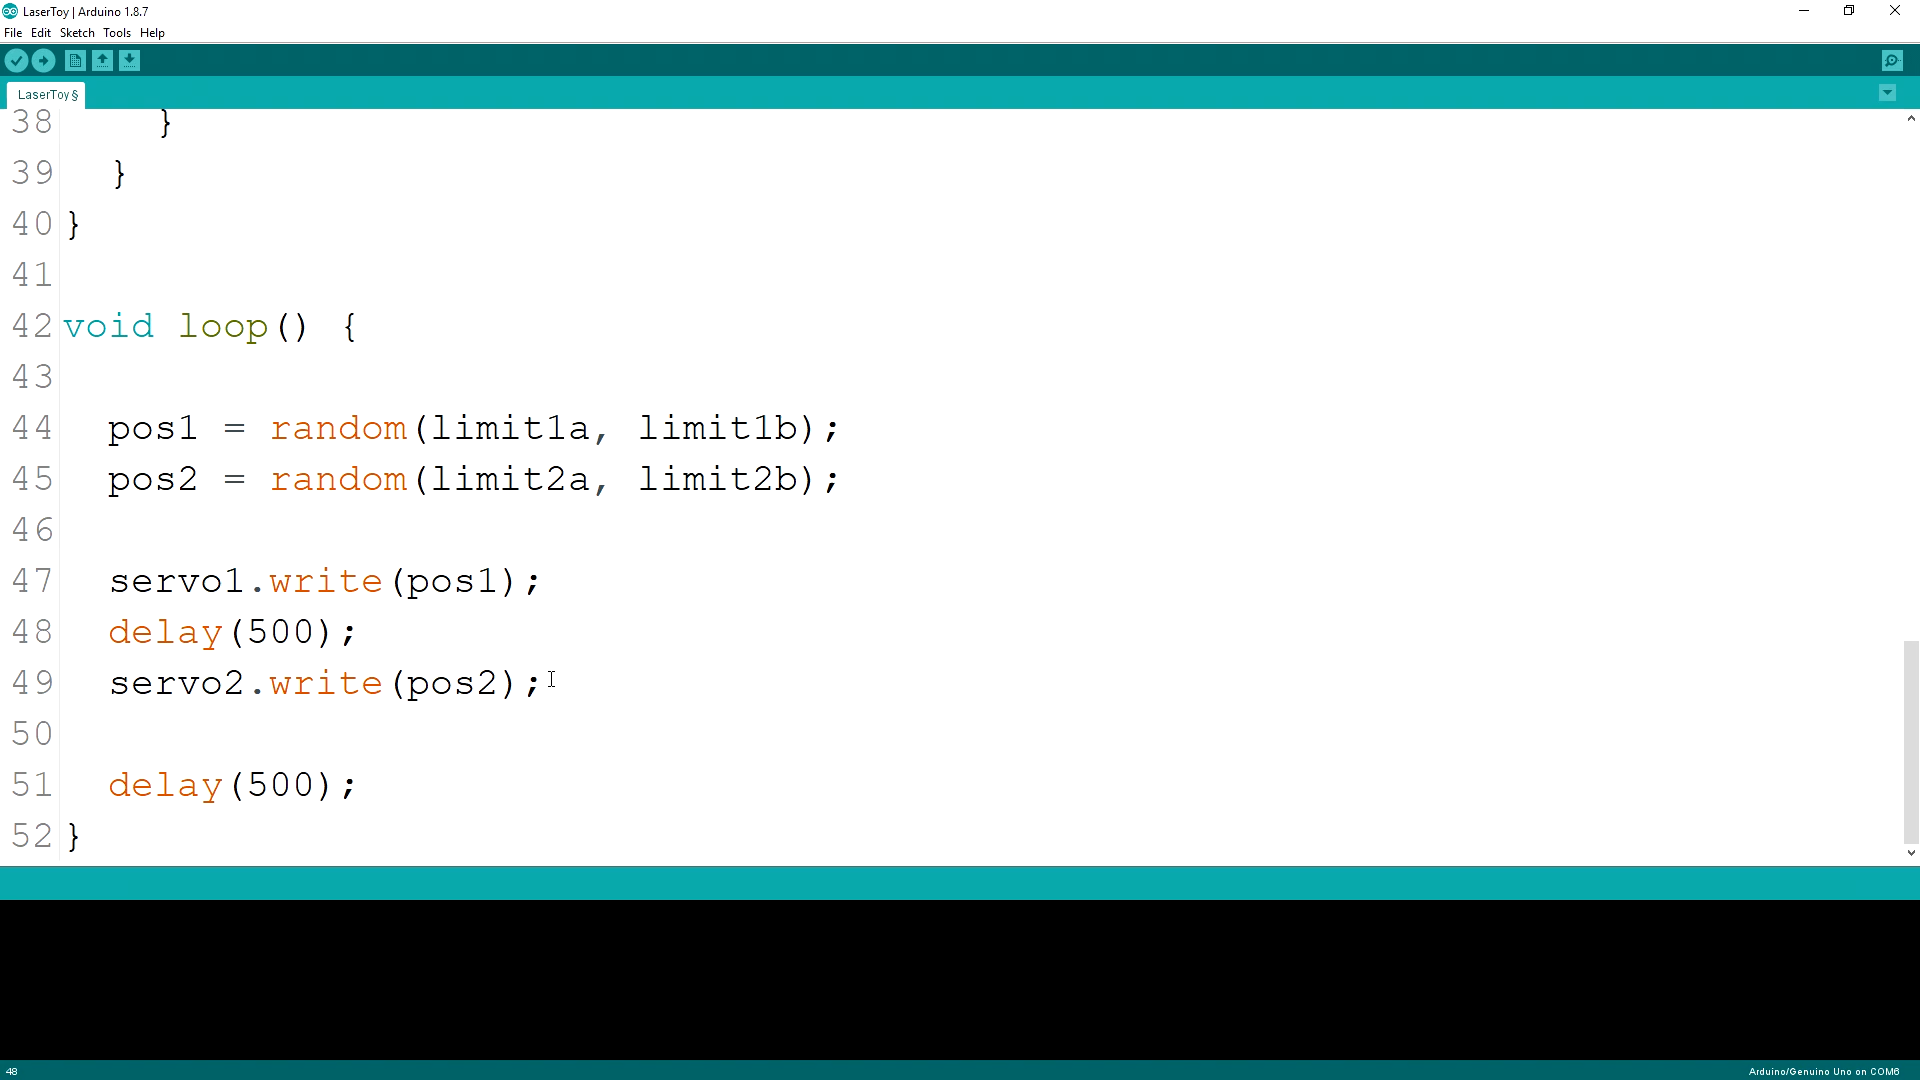 LaserToy | Arduino 1.8.7
File Edit Sketch Tools Help
LaserToy §
38 }
39 }
40 }
41
42 void loop() {
43
44 pos1 = random(limit1a, limit1b);
45 pos2 = random(limit2a, limit2b);
46
47 servo1.write(pos1);
48 delay(500);
49 servo2.write(pos2);
50
51 delay(500);
52 }
48 Arduino/Genuino Uno on COM6